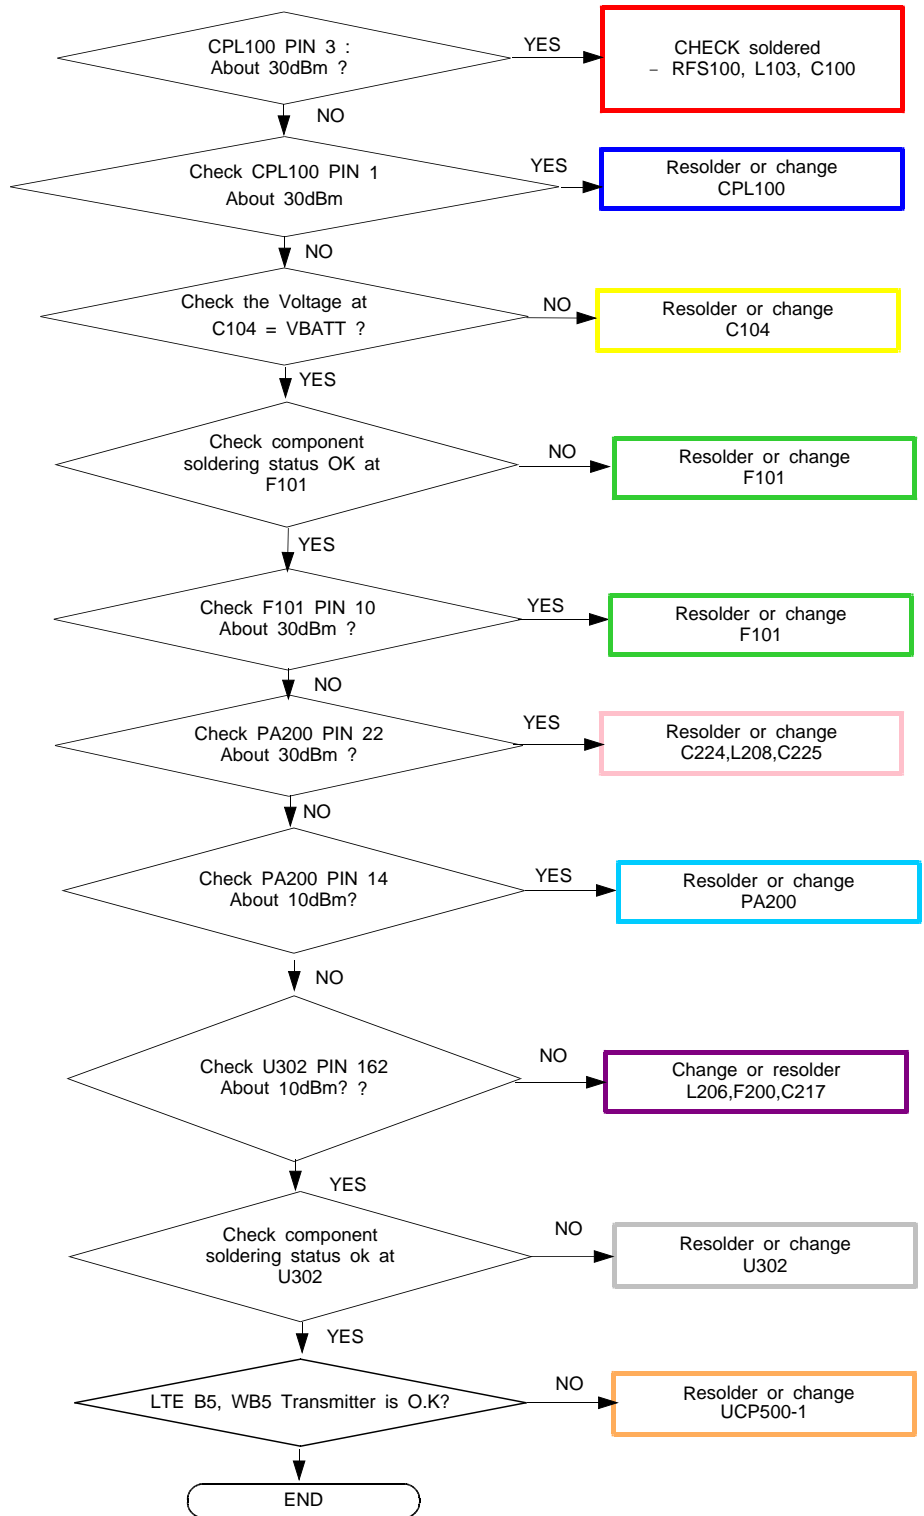 CPL100 PIN 3 :
About 30dBm ?
YES
CHECK soldered
– RFS100, L103, C100
NO
Check CPL100 PIN 1
About 30dBm
YES
Resolder or change
CPL100
NO
Check the Voltage at
C104 = VBATT ?
NO
Resolder or change
C104
YES
Check component
soldering status OK at
F101
NO
Resolder or change
F101
YES
Check F101 PIN 10
About 30dBm ?
YES
Resolder or change
F101
NO
Check PA200 PIN 22
About 30dBm ?
YES
Resolder or change
C224,L208,C225
NO
Check PA200 PIN 14
About 10dBm?
YES
Resolder or change
PA200
NO
Check U302 PIN 162
About 10dBm? ?
NO
Change or resolder
L206,F200,C217
YES
Check component
soldering status ok at
U302
NO
Resolder or change
U302
YES
LTE B5, WB5 Transmitter is O.K?
NO
Resolder or change
UCP500-1
END